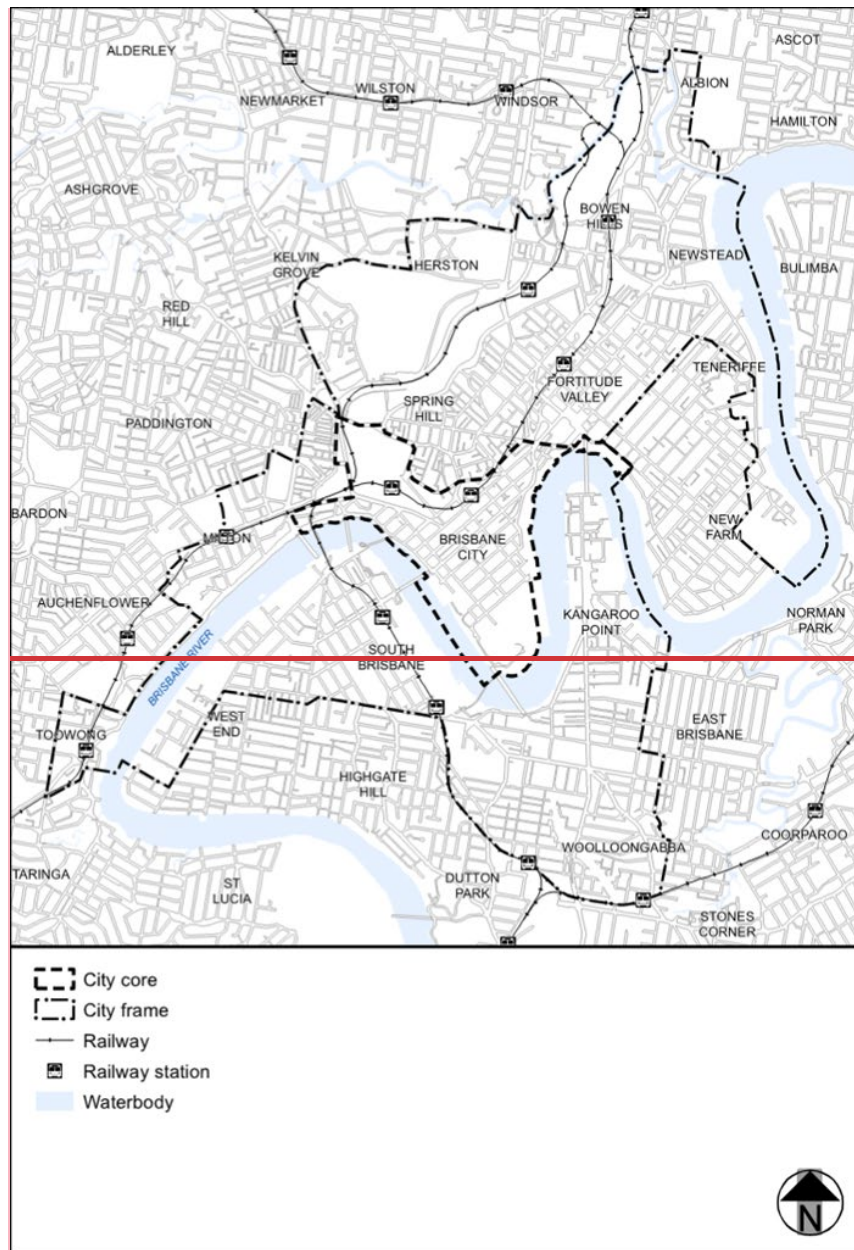 ASCOT
ALDERLEY
ALBION
WILSTON
NEWMARKET
WINDSOR
HAMILTON
ASHGROVE
BOWEN
HILLS
KELVIN
GROVE
HERSTON
NEWSTEAD
BULIMBA
RED
HILL
TENERIFFE
FORTITUDE
VALLEY
SPRING
HILL
PADDINGTON
BARDON
NEW
FARM
MILTON
BRISBANE
CITY
AUCHENFLOWER
KANGAROO
POINT
NORMAN
PARK
BRISBANE RIVER
SOUTH
BRISBANE
WEST
END
EAST
BRISBANE
TOOWONG
HIGHGATE
HILL
COORPAROO
WOOLLOONGABBA
TARINGA
DUTTON
PARK
ST
LUCIA
STONES
CORNER
City core
City frame
Railway
Railway station
Waterbody
N